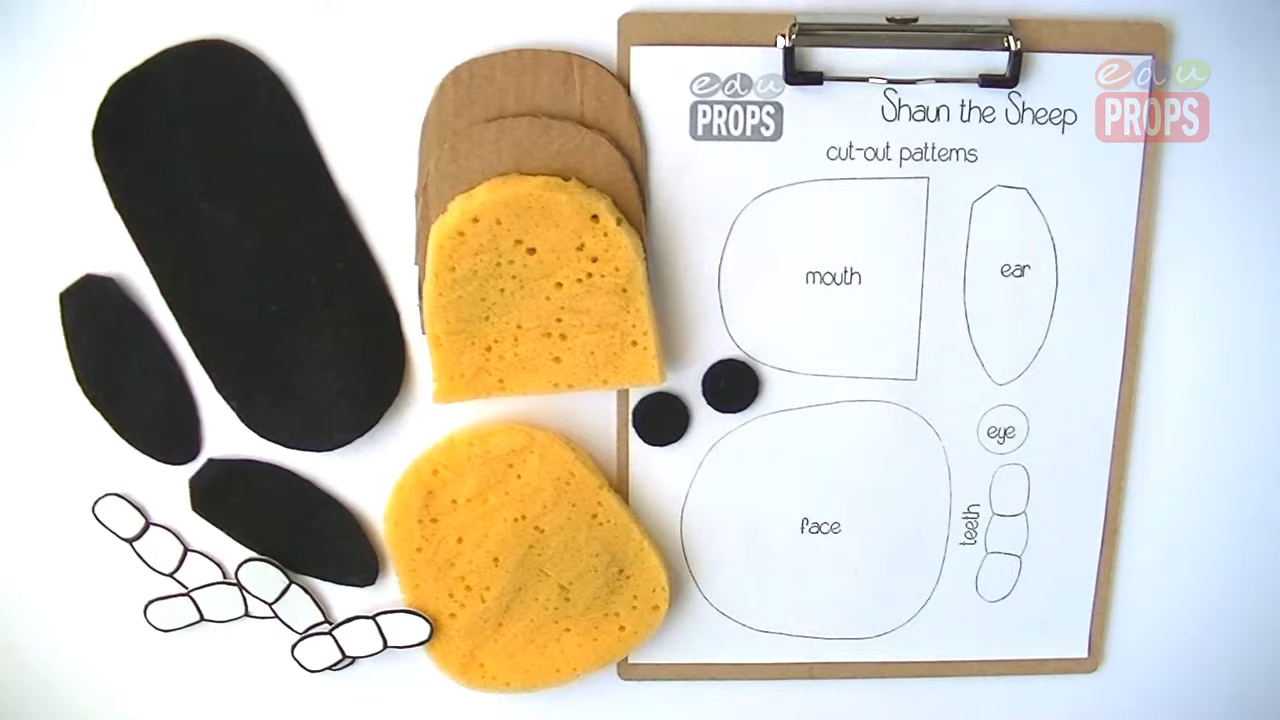 edu
PROPS
edu
PROPS
Shaun the Sheep
cut-out patterns
mouth
ear
eye
teeth
face